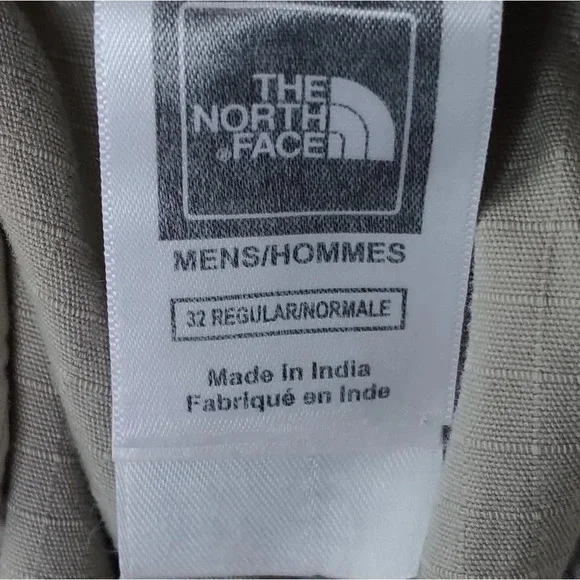 THE
NORTH
®FACE
MENS/HOMMES
32 REGULAR/NORMALE
Made in India
Fabriqué en Inde